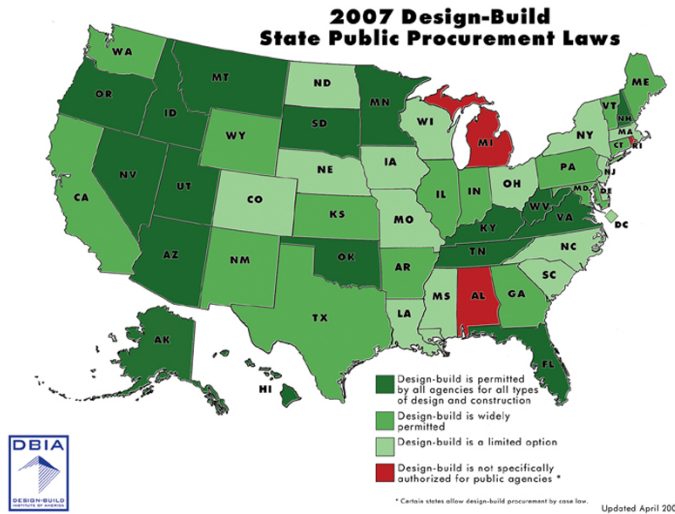 2007 Design-Build
State Public Procurement Laws
WA
OR
MT
ID
ND
MN
SD
WY
NV
UT
CA
AZ
CO
NM
NE
KS
OK
TX
IA
MO
AR
LA
WI
IL
IN
MI
OH
KY
TN
MS
AL
GA
FL
SC
NC
VA
WV
PA
NY
ME
VT
NH
MA
CT
RI
NJ
MD
DE
DC
AK
HI
Design-build is permitted
by all agencies for all types
of design and construction
Design-build is widely
permitted
Design-build is a limited option
Design-build is not specifically
authorized for public agencies *
* Certain states allow design-build procurement by case law.
DBIA
DESIGN-BUILD
INSTITUTE OF AMERICA
Updated April 200